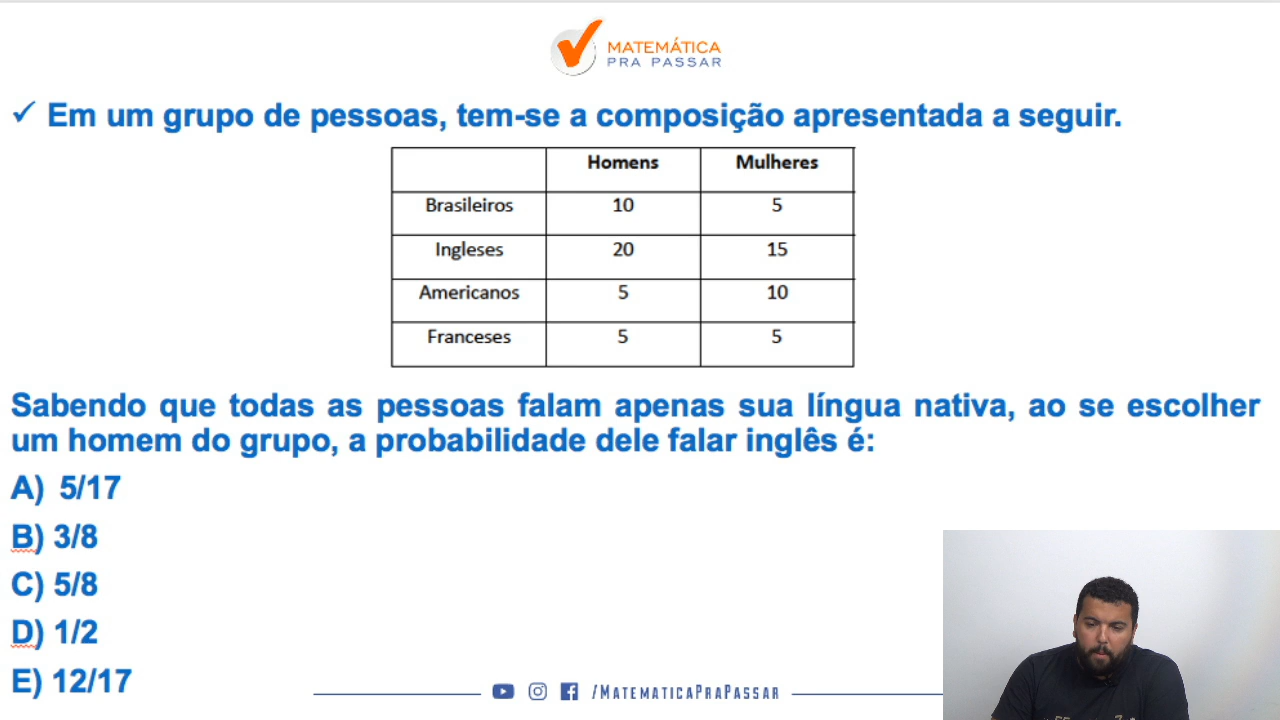 MATEMÁTICA
PRA PASSAR
✓ Em um grupo de pessoas, tem-se a composição apresentada a seguir.
Homens Mulheres
Brasileiros 10 5
Ingleses 20 15
Americanos 5 10
Franceses 5 5
Sabendo que todas as pessoas falam apenas sua língua nativa, ao se escolher
um homem do grupo, a probabilidade dele falar inglês é:
A) 5/17
B) 3/8
C) 5/8
D) 1/2
E) 12/17
/MATEMATICAPRAPASSAR